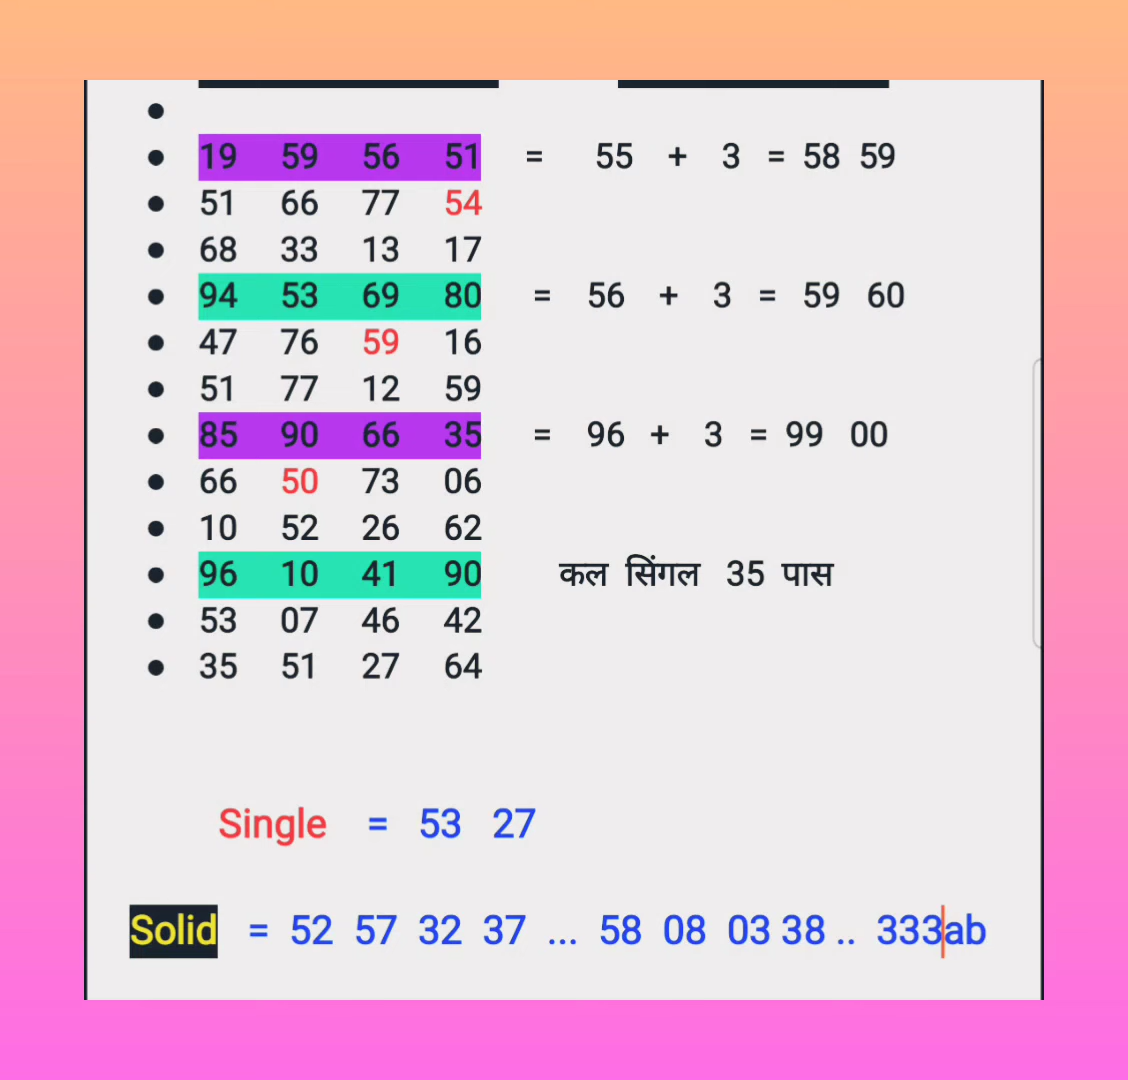 19 59 56 51 = 55 + 3 = 58 59
51 66 77 54
68 33 13 17
94 53 69 80 = 56 + 3 = 59 60
47 76 59 16
51 77 12 59
85 90 66 35 = 96 + 3 = 99 00
66 50 73 06
10 52 26 62
96 10 41 90 कल सिंगल 35 पास
53 07 46 42
35 51 27 64
Single = 53 27
Solid = 52 57 32 37 ... 58 08 03 38 .. 333ab